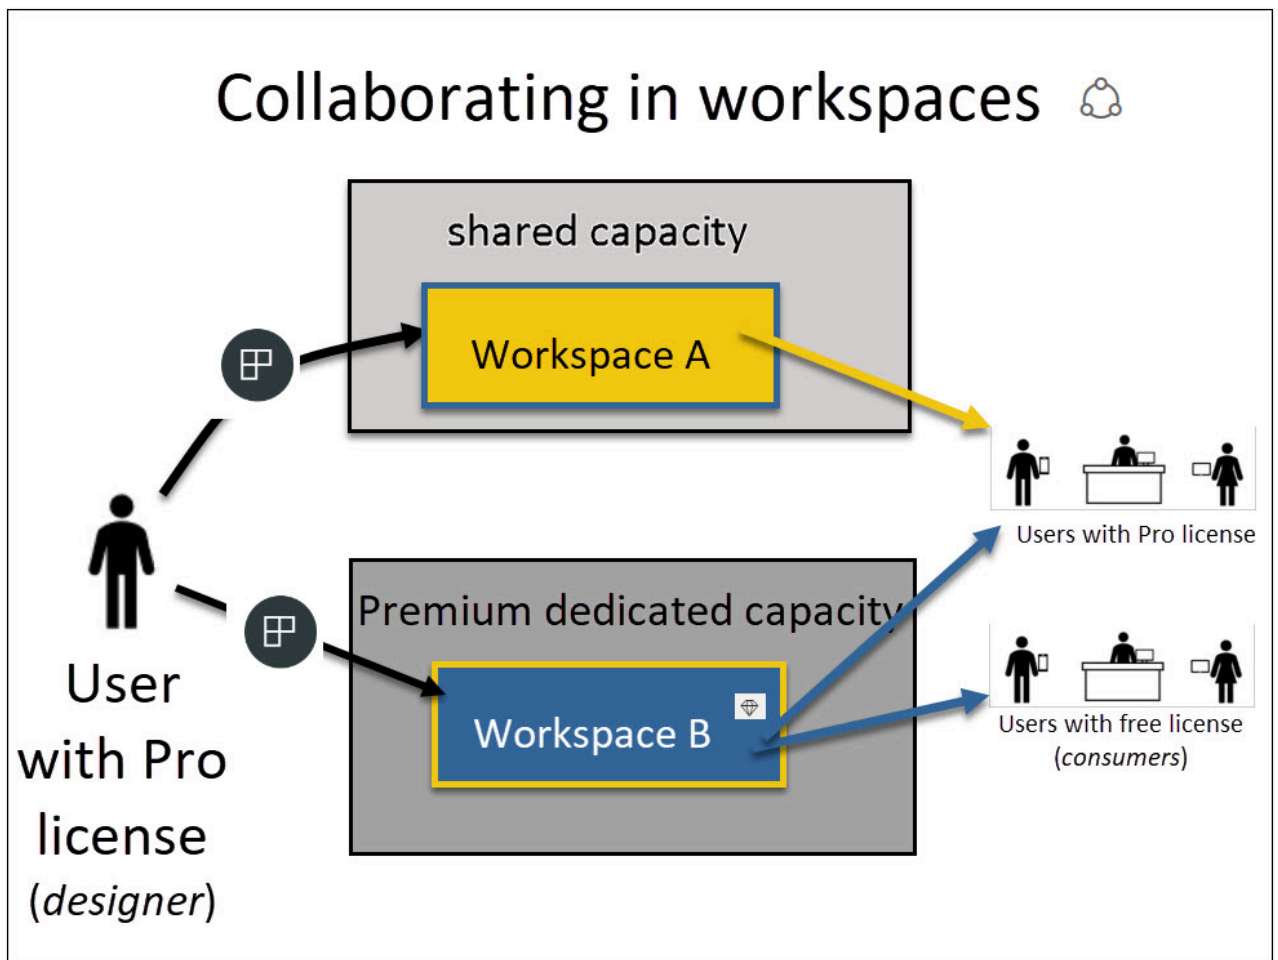 Collaborating in workspaces
shared capacity
Workspace A
Users with Pro license
Premium dedicated capacity
Workspace B
Users with free license
(consumers)
User
with Pro
license
(designer)